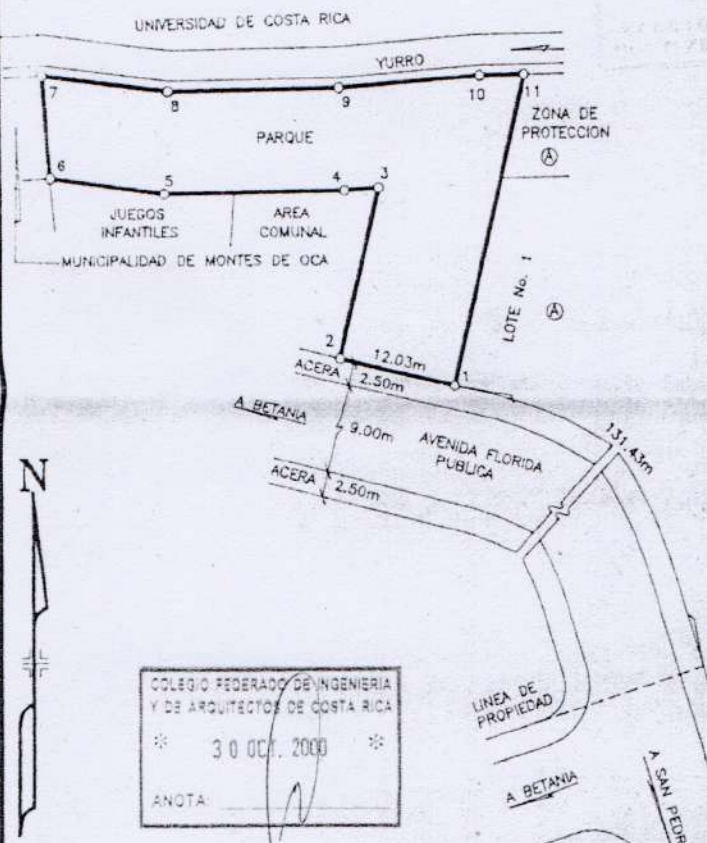 UNIVERSIDAD DE COSTA RICA
YURRO
7
8
9
10
11
ZONA DE
PROTECCION
A
PARQUE
6
5
4
3
JUEGOS
INFANTILES
AREA
COMUNAL
MUNICIPALIDAD DE MONTES DE OCA
LOTE No. 1
A
2
12.03m
1
ACERA
2.50m
A BETANIA
9.00m
AVENIDA FLORIDA
PUBLICA
131.43m
ACERA
2.50m
N
COLEGIO FEDERADO DE INGENIERIA
Y DE ARQUITECTOS DE COSTA RICA
* 30 OCT. 2000 *
ANOTA:
LINEA DE
PROPIEDAD
A BETANIA
A SAN PEDR